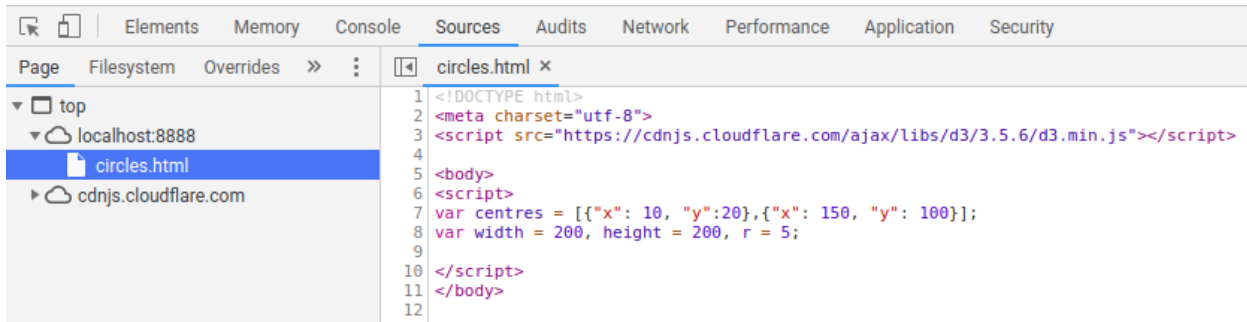 Elements Memory Console Sources Audits Network Performance Application Security
Page Filesystem Overrides » circles.html ×
top
localhost:8888
circles.html
cdnjs.cloudflare.com
1 <!DOCTYPE html>
2 <meta charset="utf-8">
3 <script src="https://cdnjs.cloudflare.com/ajax/libs/d3/3.5.6/d3.min.js"></script>
4
5 <body>
6 <script>
7 var centres = [{"x": 10, "y":20},{"x": 150, "y": 100}];
8 var width = 200, height = 200, r = 5;
9
10 </script>
11 </body>
12